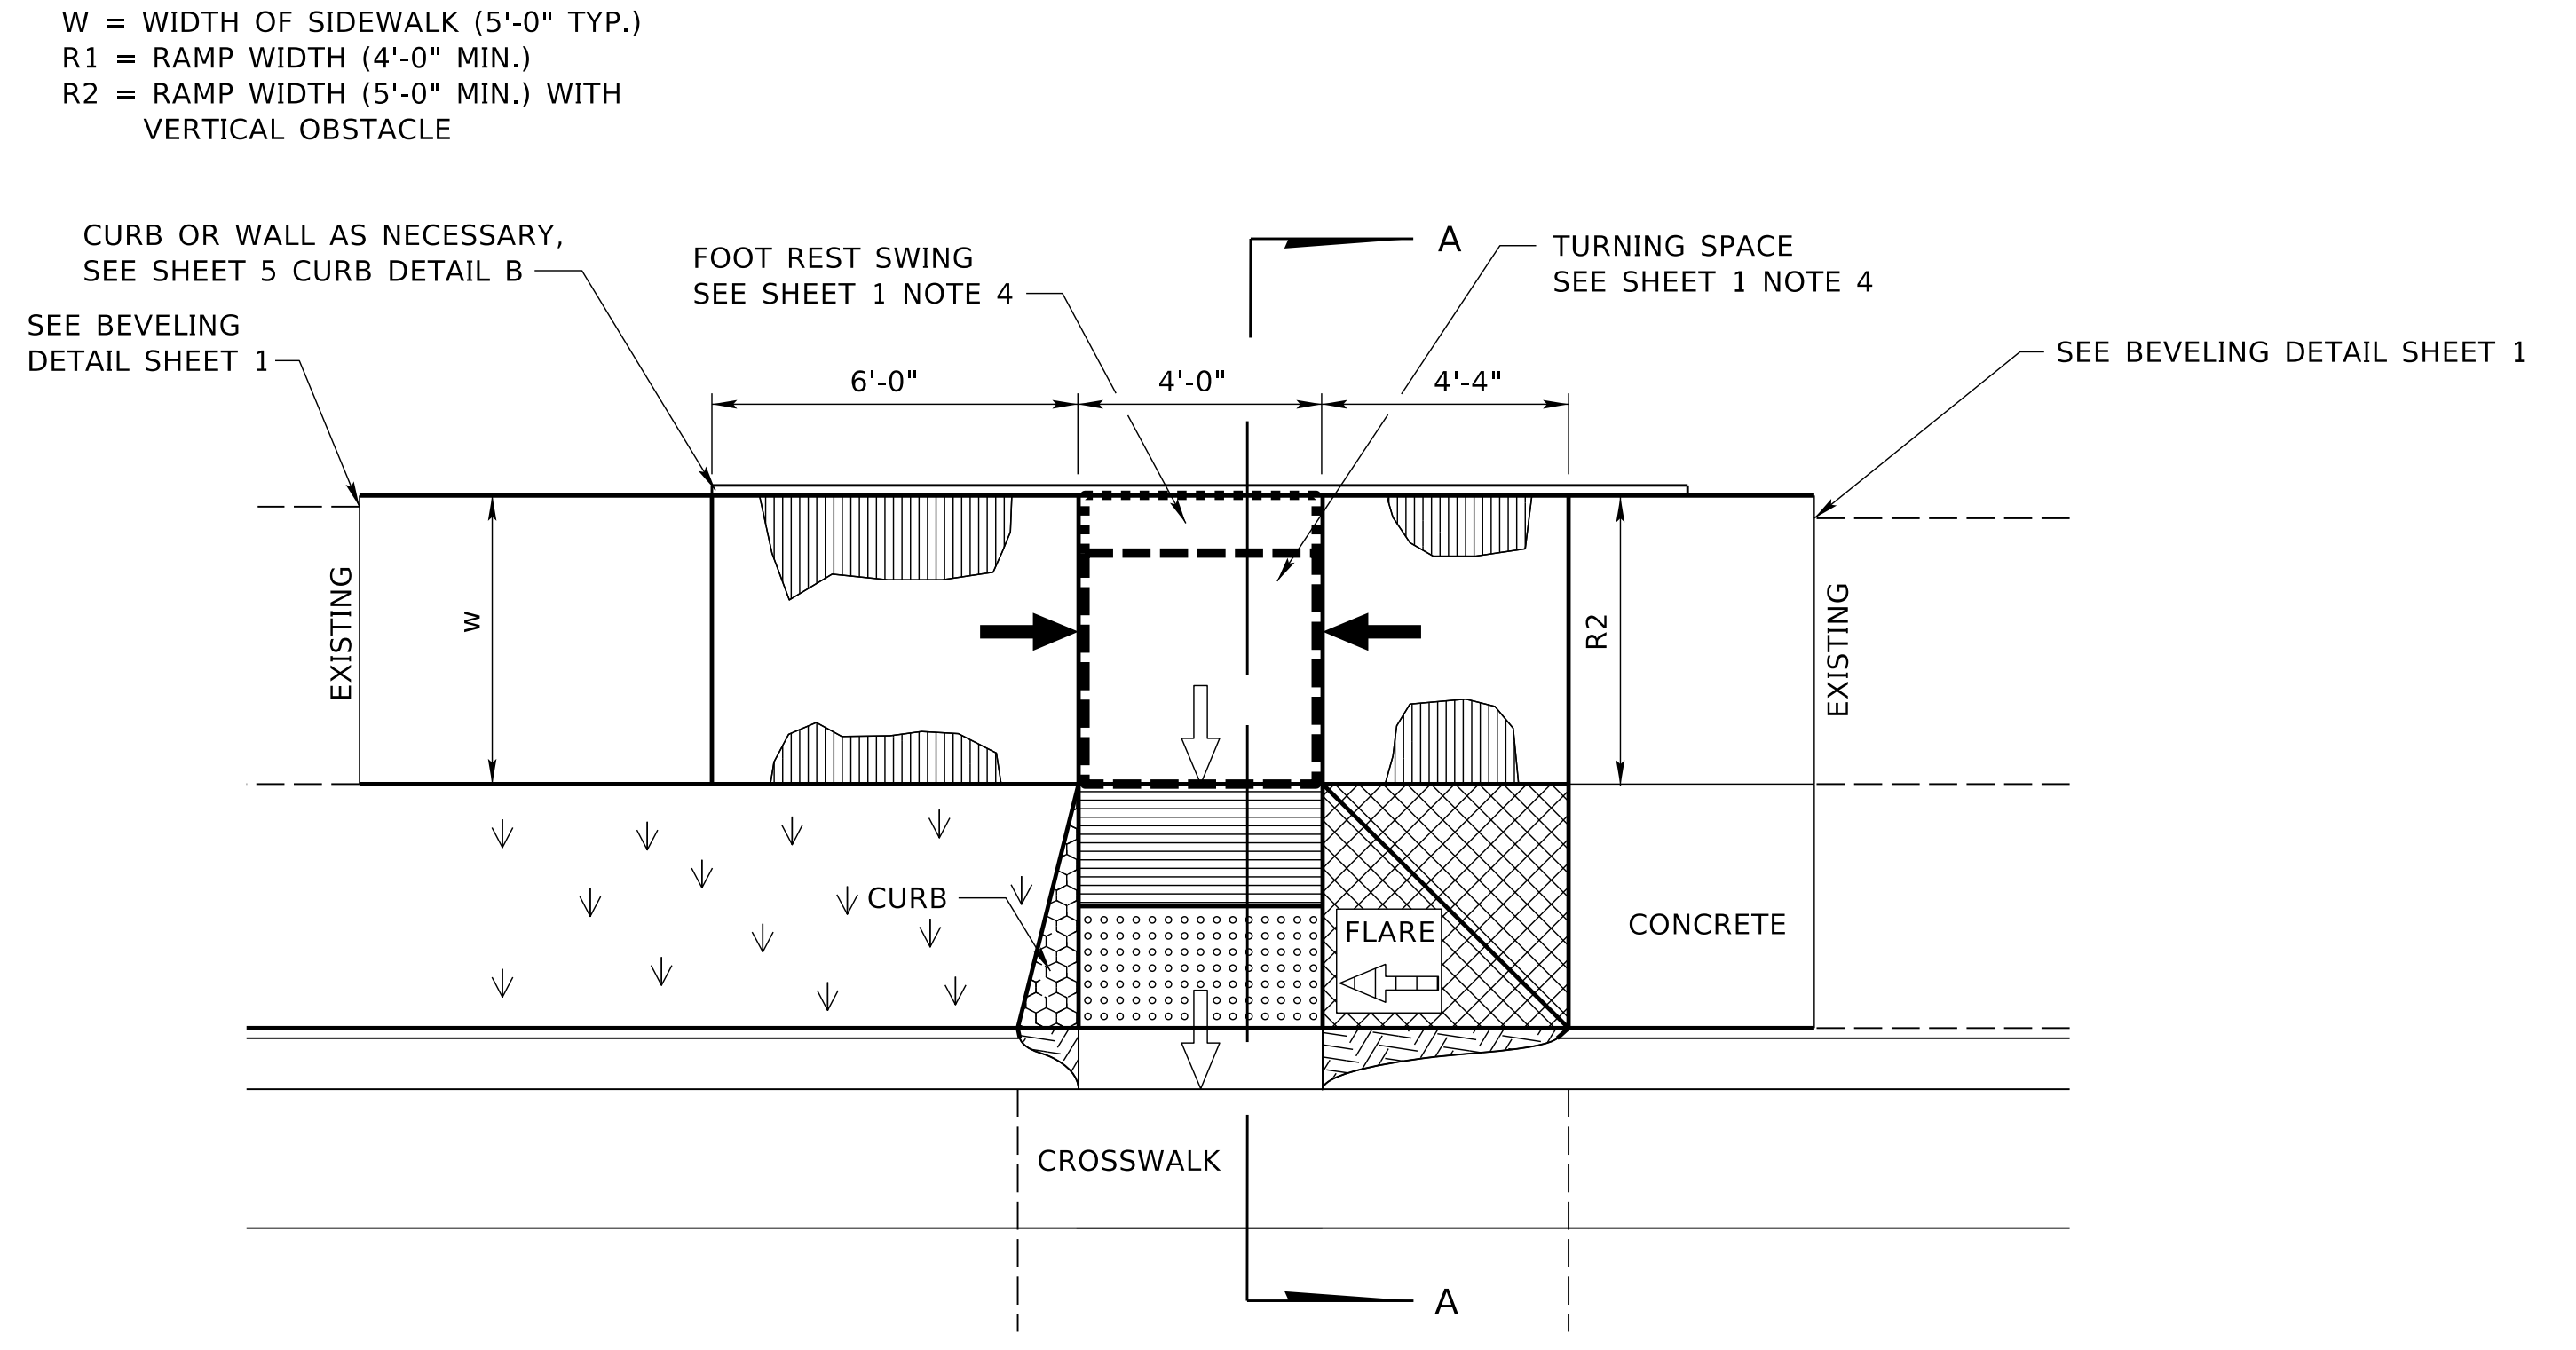 W = WIDTH OF SIDEWALK (5'-0" TYP.)
R1 = RAMP WIDTH (4'-0" MIN.)
R2 = RAMP WIDTH (5'-0" MIN.) WITH
VERTICAL OBSTACLE
CURB OR WALL AS NECESSARY,
SEE SHEET 5 CURB DETAIL B
FOOT REST SWING
SEE SHEET 1 NOTE 4
A
TURNING SPACE
SEE SHEET 1 NOTE 4
SEE BEVELING
DETAIL SHEET 1
SEE BEVELING DETAIL SHEET 1
6'-0"
4'-0"
4'-4"
EXISTING
W
R2
EXISTING
CURB
FLARE
CONCRETE
CROSSWALK
A